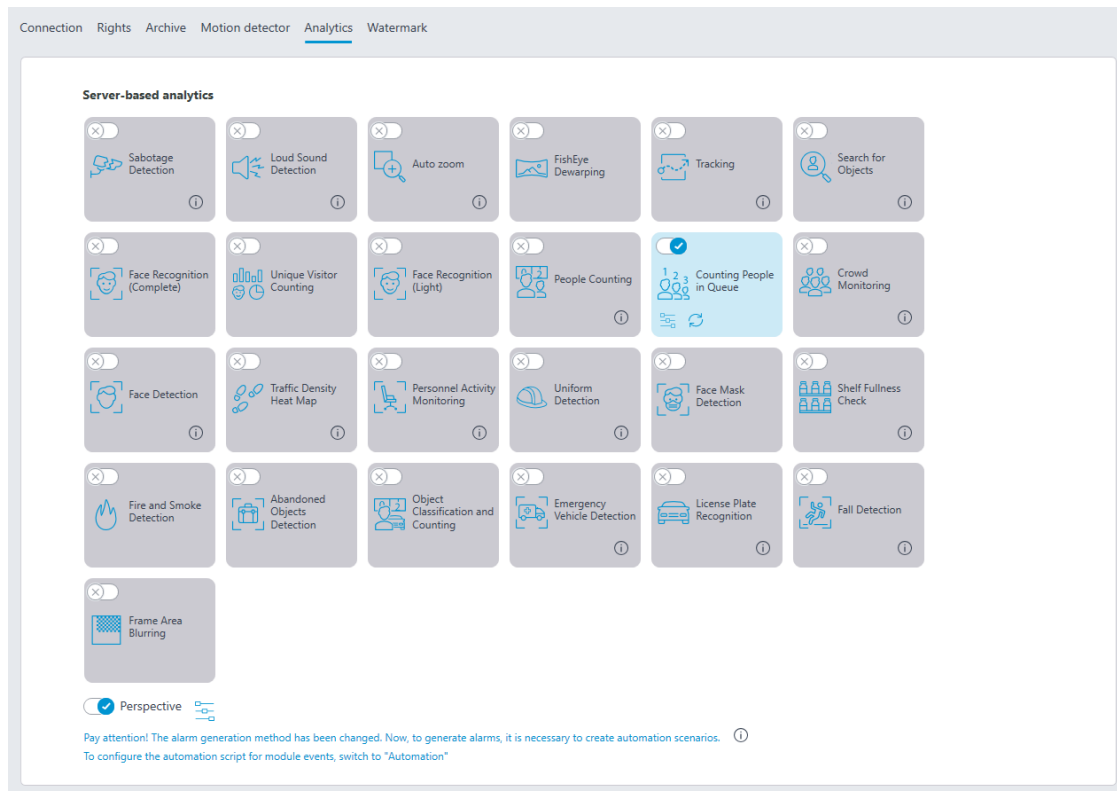 Connection Rights Archive Motion detector Analytics Watermark
Server-based analytics
Sabotage
Detection
Loud Sound
Detection
Auto zoom
FishEye
Dewarping
Tracking
Search for
Objects
Face Recognition
(Complete)
Unique Visitor
Counting
Face Recognition
(Light)
People Counting
1 2 3
Counting People
in Queue
Crowd
Monitoring
Face Detection
Traffic Density
Heat Map
Personnel Activity
Monitoring
Uniform
Detection
Face Mask
Detection
Shelf Fullness
Check
Fire and Smoke
Detection
Abandoned
Objects
Detection
Object
Classification and
Counting
Emergency
Vehicle Detection
License Plate
Recognition
Fall Detection
Frame Area
Blurring
Perspective
Pay attention! The alarm generation method has been changed. Now, to generate alarms, it is necessary to create automation scenarios.
To configure the automation script for module events, switch to "Automation"